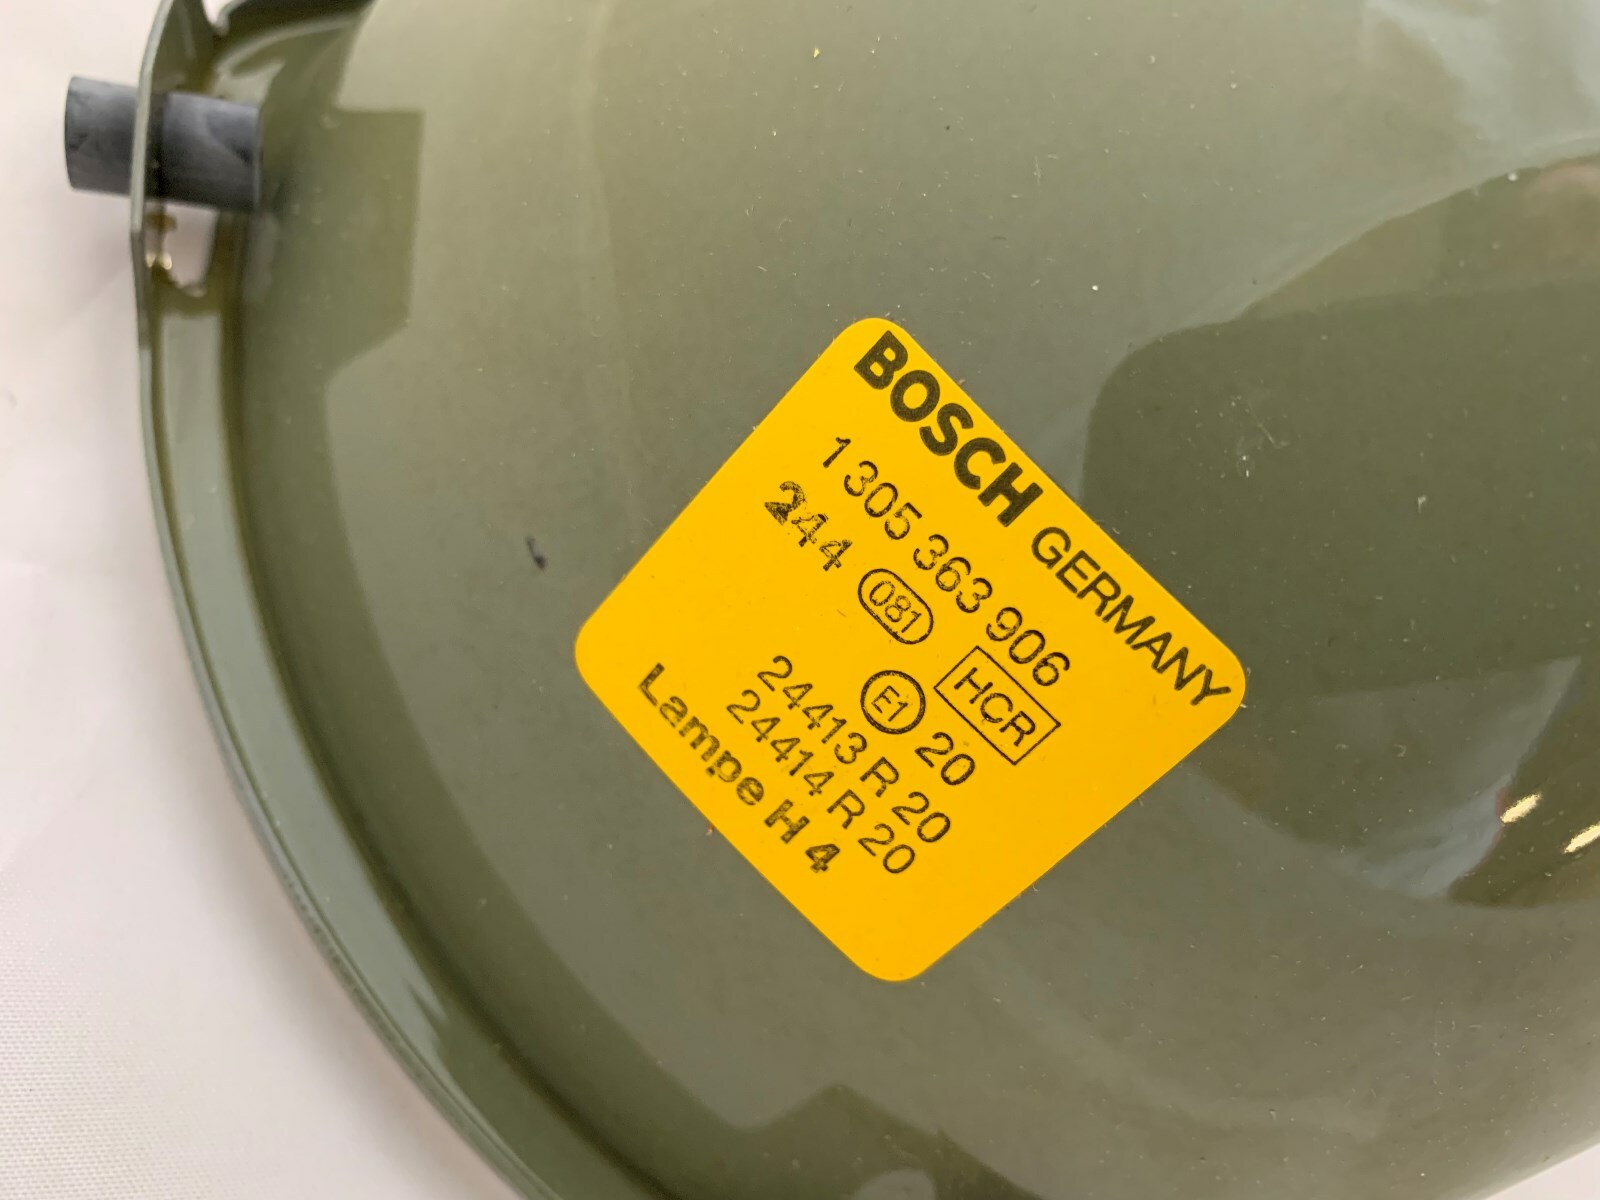 BOSCH GERMANY
1 305 363 906
244 081 HCR
E1 20
24413 R 20
24414 R 20
Lampe H 4